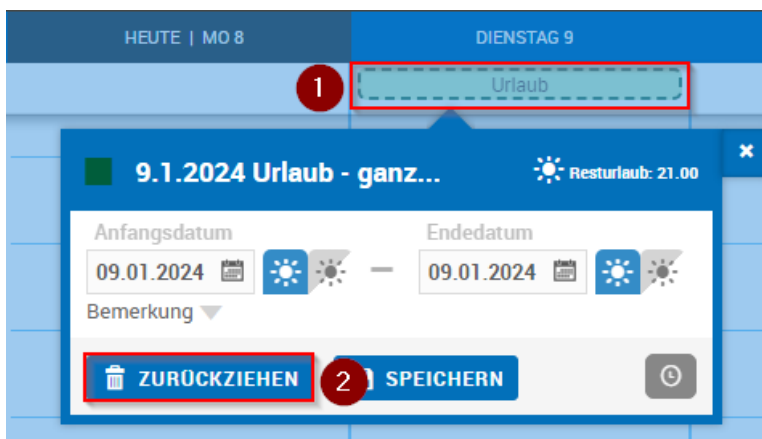 HEUTE | MO 8
DIENSTAG 9
1
Urlaub
9.1.2024 Urlaub - ganz...
Resturlaub: 21.00
×
Anfangsdatum
Endedatum
09.01.2024
–
09.01.2024
Bemerkung
ZURÜCKZIEHEN
2
SPEICHERN